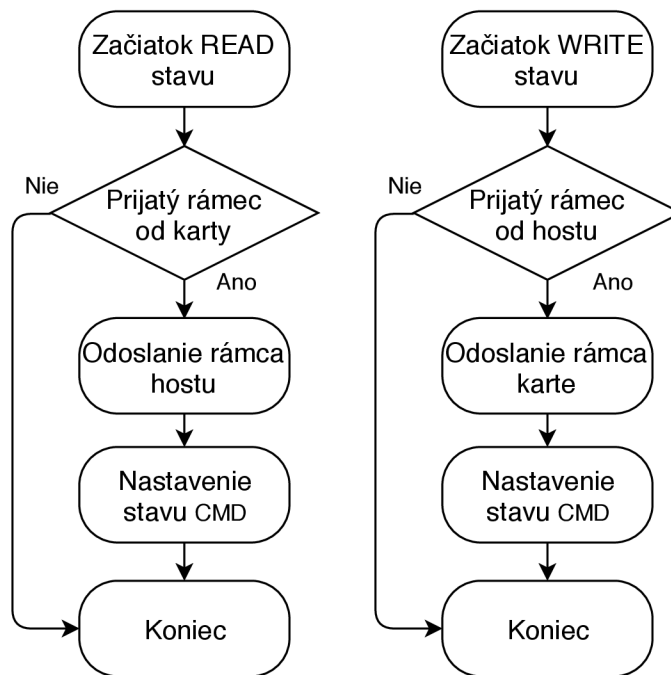 Začiatok READ
stavu
Nie
Prijatý rámec
od karty
Ano
Odoslanie rámca
hostu
Nastavenie
stavu CMD
Koniec
Začiatok WRITE
stavu
Nie
Prijatý rámec
od hostu
Ano
Odoslanie rámca
karte
Nastavenie
stavu CMD
Koniec